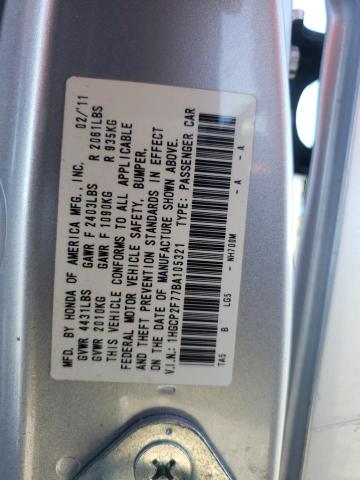 MFD. BY HONDA OF AMERICA MFG., INC. 02/'11
GVWR 4431LBS GAWR F 2403LBS R 2061LBS
GVWR 2010KG GAWR F 1090KG R 935KG
THIS VEHICLE CONFORMS TO ALL APPLICABLE
FEDERAL MOTOR VEHICLE SAFETY, BUMPER,
AND THEFT PREVENTION STANDARDS IN EFFECT
ON THE DATE OF MANUFACTURE SHOWN ABOVE.
V.I.N.: 1HGCP2F77BA105321 TYPE: PASSENGER CAR
TA5 B LG5 - NH700M - A - A